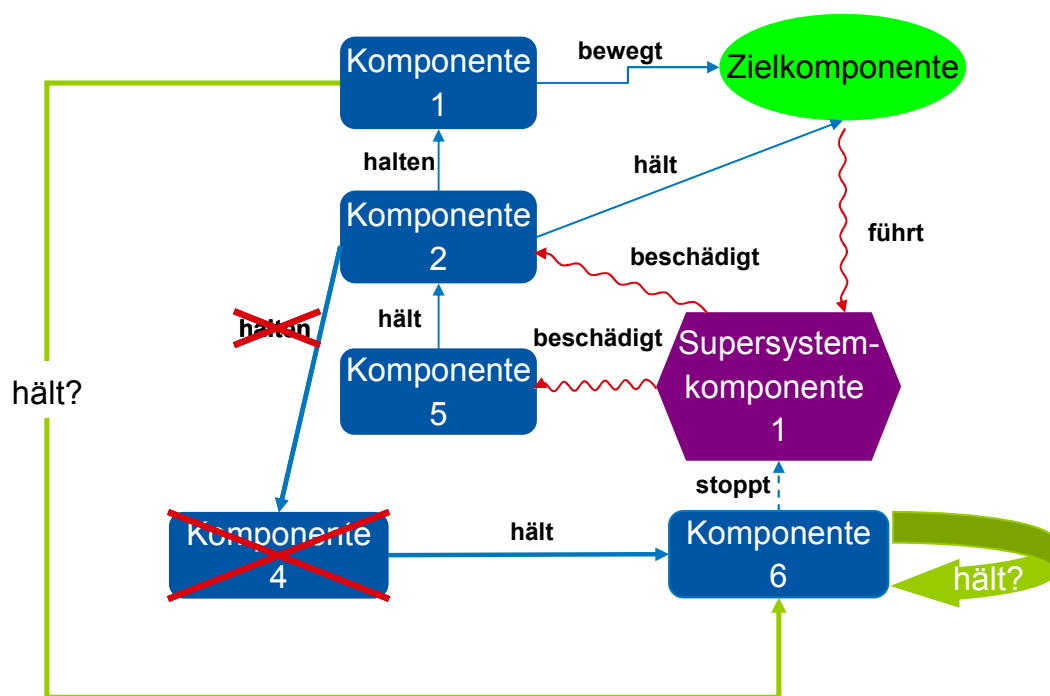 Komponente
1
bewegt
Zielkomponente
halten
hält
Komponente
2
führt
beschädigt
halten
hält
beschädigt
Supersystem-
komponente
1
Komponente
5
hält?
stoppt
Komponente
4
hält
Komponente
6
hält?